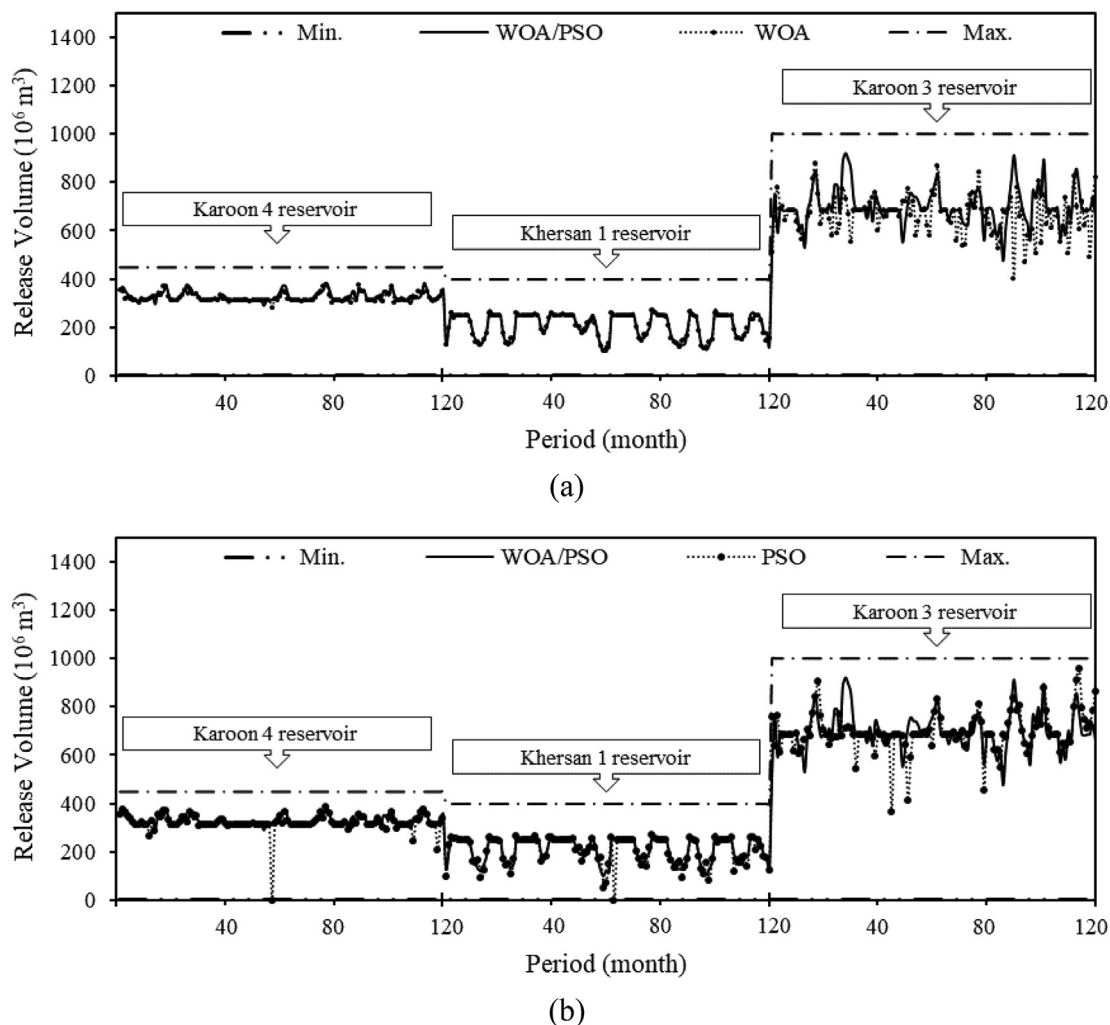 Min. WOA/PSO WOA Max.
1400
1200
1000
800
600
400
200
0
Release Volume (10⁶ m³)
Karoon 4 reservoir
Khersan 1 reservoir
Karoon 3 reservoir
40 80 120 40 80 120 40 80 120
Period (month)
(a)
Min. WOA/PSO PSO Max.
1400
1200
1000
800
600
400
200
0
Release Volume (10⁶ m³)
Karoon 4 reservoir
Khersan 1 reservoir
Karoon 3 reservoir
40 80 120 40 80 120 40 80 120
Period (month)
(b)